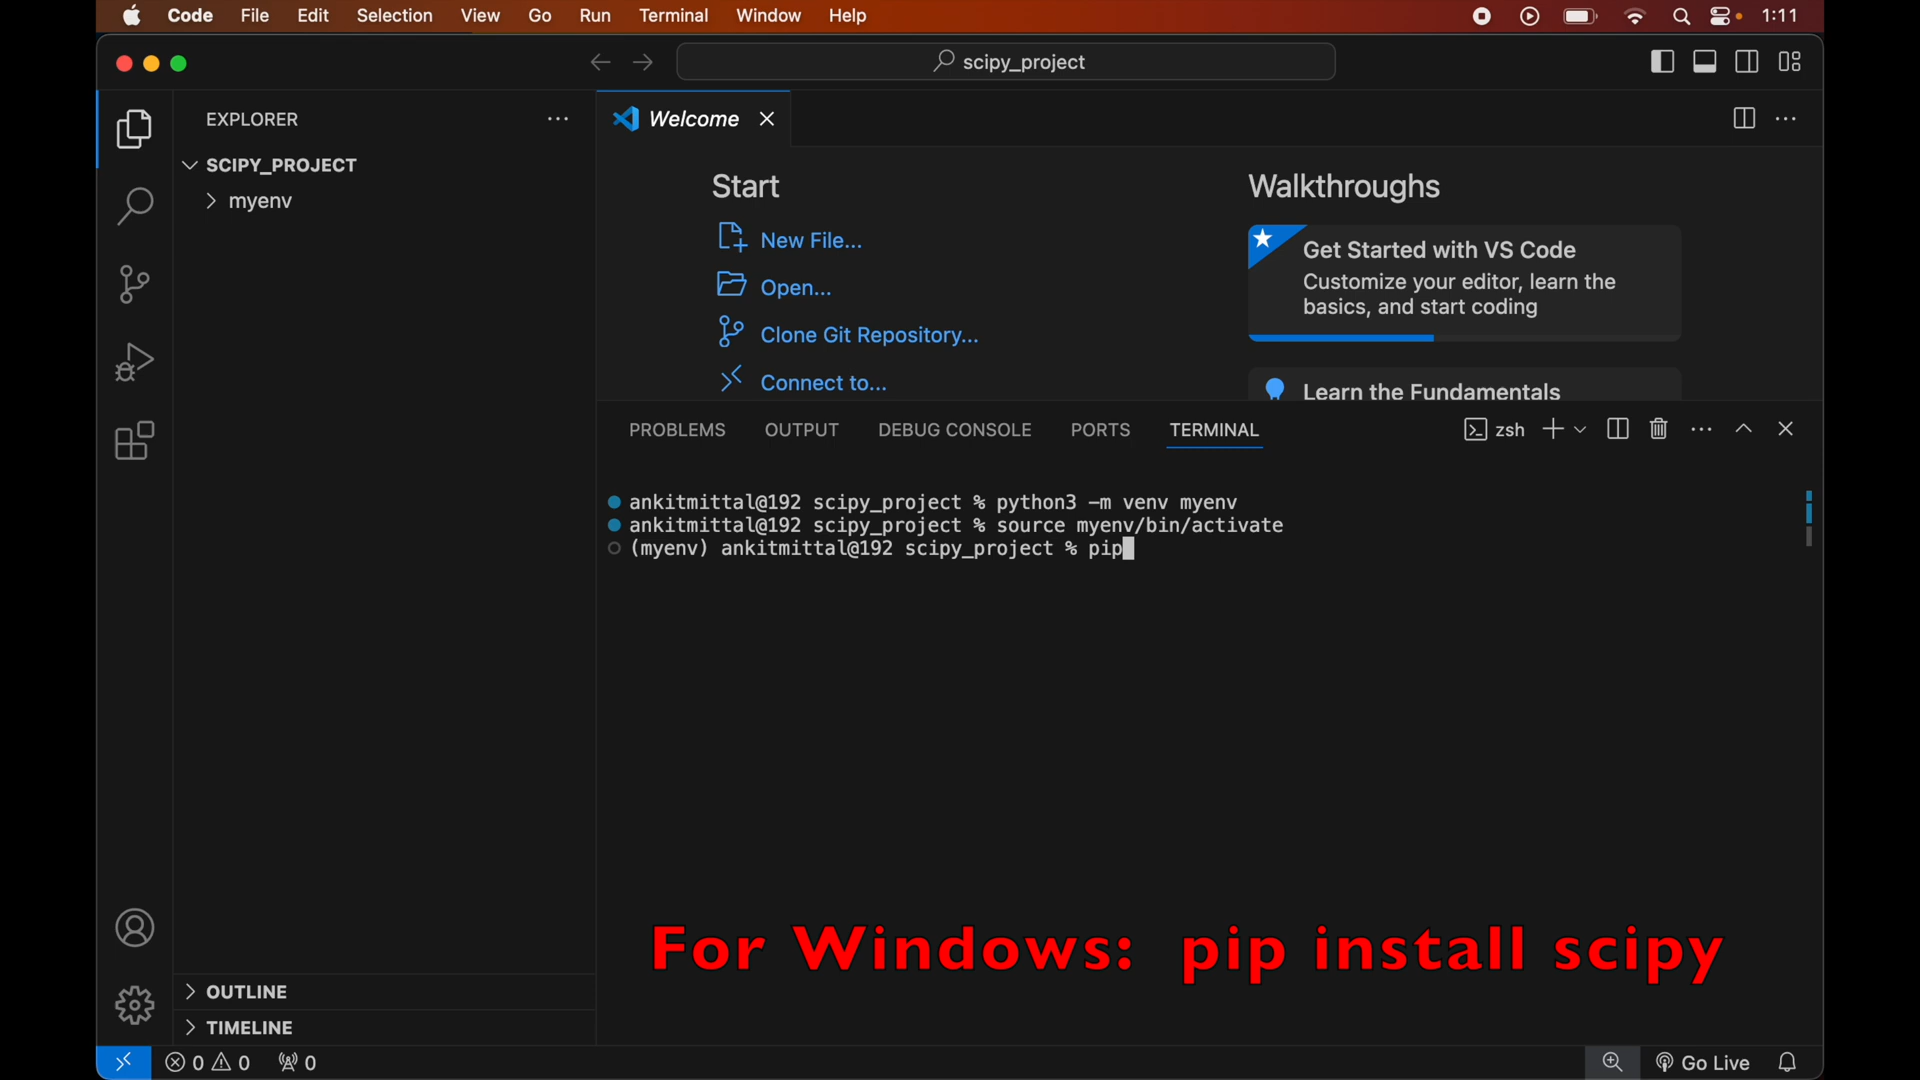 Code File Edit Selection View Go Run Terminal Window Help 1:11
scipy_project
EXPLORER
SCIPY_PROJECT
myenv
Welcome
Start
New File...
Open...
Clone Git Repository...
Connect to...
Walkthroughs
Get Started with VS Code
Customize your editor, learn the
basics, and start coding
Learn the Fundamentals
PROBLEMS OUTPUT DEBUG CONSOLE PORTS TERMINAL zsh
ankitmittal@192 scipy_project % python3 -m venv myenv
ankitmittal@192 scipy_project % source myenv/bin/activate
(myenv) ankitmittal@192 scipy_project % pip
For Windows: pip install scipy
OUTLINE
TIMELINE
0 0 0 Go Live